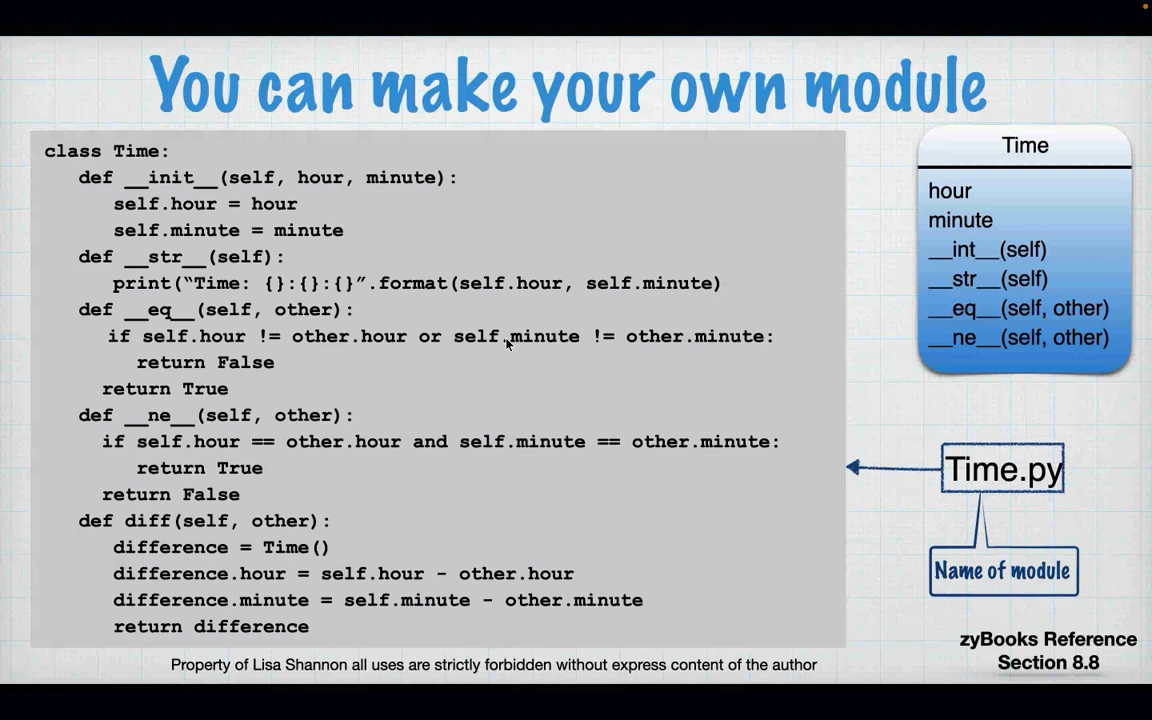 You can make your own module
class Time:
def __init__(self, hour, minute):
self.hour = hour
self.minute = minute
def __str__(self):
print(“Time: {}:{}:{}”.format(self.hour, self.minute)
def __eq__(self, other):
if self.hour != other.hour or self.minute != other.minute:
return False
return True
def __ne__(self, other):
if self.hour == other.hour and self.minute == other.minute:
return True
return False
def diff(self, other):
difference = Time()
difference.hour = self.hour - other.hour
difference.minute = self.minute - other.minute
return difference
Time
hour
minute
__int__(self)
__str__(self)
__eq__(self, other)
__ne__(self, other)
Time.py
Name of module
zyBooks Reference
Section 8.8
Property of Lisa Shannon all uses are strictly forbidden without express content of the author